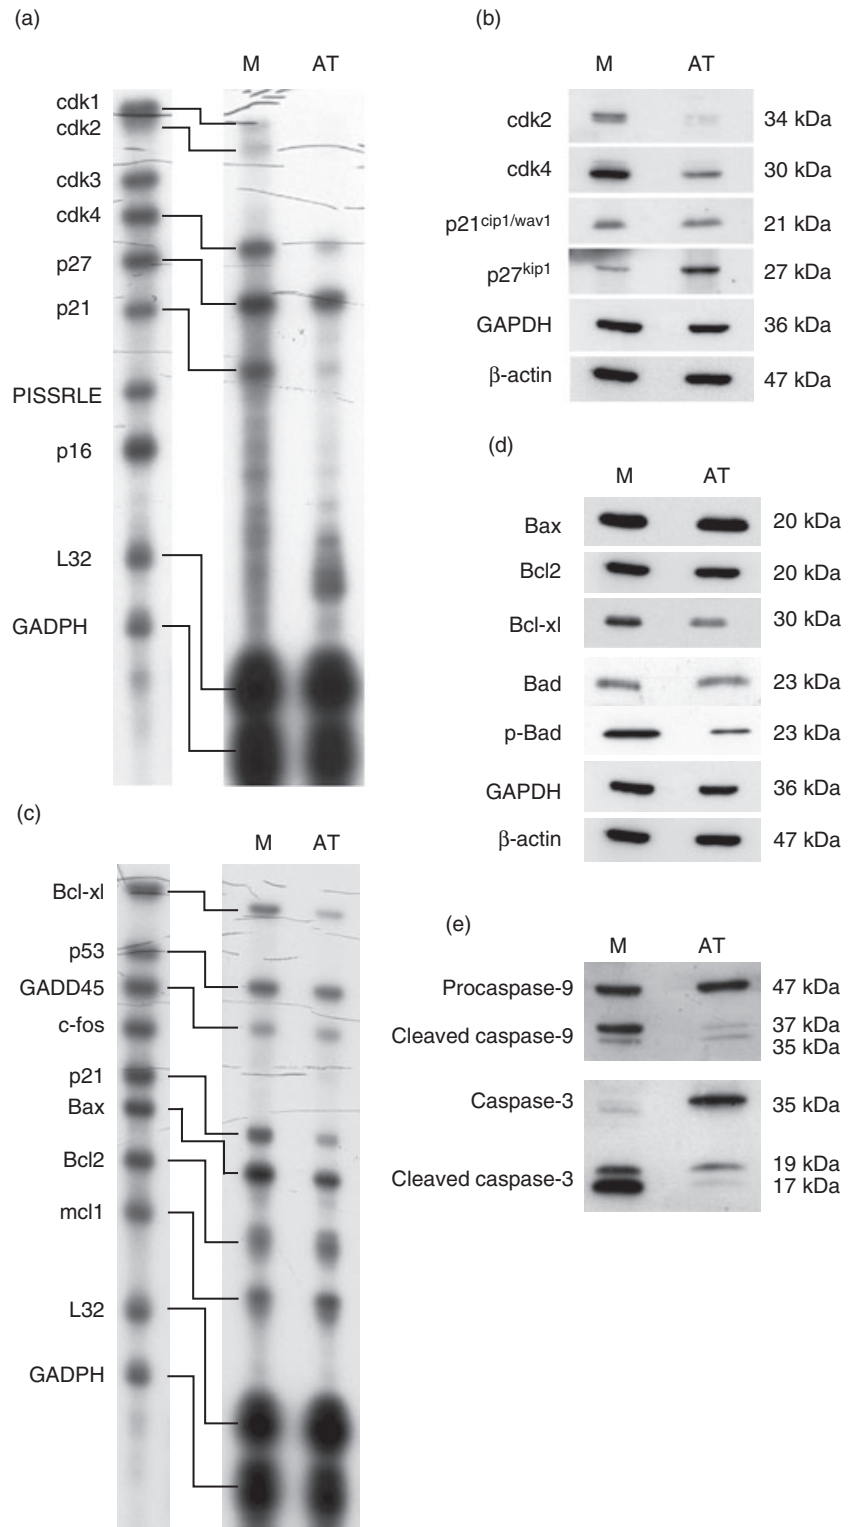 (a)
M AT
cdk1
cdk2
cdk3
cdk4
p27
p21
PISSRLE
p16
L32
GADPH
(b)
M AT
cdk2 34 kDa
cdk4 30 kDa
p21cip1/wav1 21 kDa
p27kip1 27 kDa
GAPDH 36 kDa
β-actin 47 kDa
(c)
M AT
Bcl-xl
p53
GADD45
c-fos
p21
Bax
Bcl2
mcl1
L32
GADPH
(d)
M AT
Bax 20 kDa
Bcl2 20 kDa
Bcl-xl 30 kDa
Bad 23 kDa
p-Bad 23 kDa
GAPDH 36 kDa
β-actin 47 kDa
(e)
M AT
Procaspase-9 47 kDa
Cleaved caspase-9 37 kDa
35 kDa
Caspase-3 35 kDa
Cleaved caspase-3 19 kDa
17 kDa